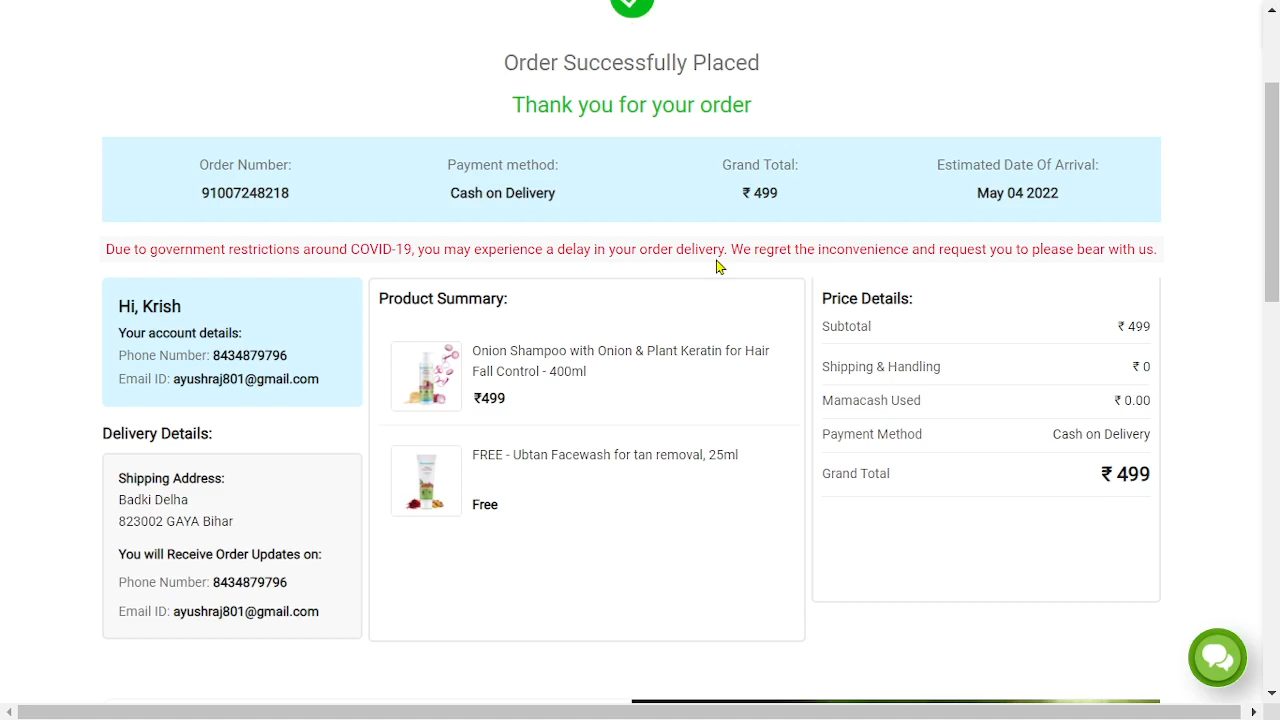 Order Successfully Placed
Thank you for your order
Order Number:
91007248218
Payment method:
Cash on Delivery
Grand Total:
₹ 499
Estimated Date Of Arrival:
May 04 2022
Due to government restrictions around COVID-19, you may experience a delay in your order delivery. We regret the inconvenience and request you to please bear with us.
Hi, Krish
Your account details:
Phone Number: 8434879796
Email ID: ayushraj801@gmail.com
Delivery Details:
Shipping Address:
Badki Delha
823002 GAYA Bihar
You will Receive Order Updates on:
Phone Number: 8434879796
Email ID: ayushraj801@gmail.com
Product Summary:
Onion Shampoo with Onion & Plant Keratin for Hair
Fall Control - 400ml
₹499
FREE - Ubtan Facewash for tan removal, 25ml
Free
Price Details:
Subtotal ₹ 499
Shipping & Handling ₹ 0
Mamacash Used ₹ 0.00
Payment Method Cash on Delivery
Grand Total ₹ 499